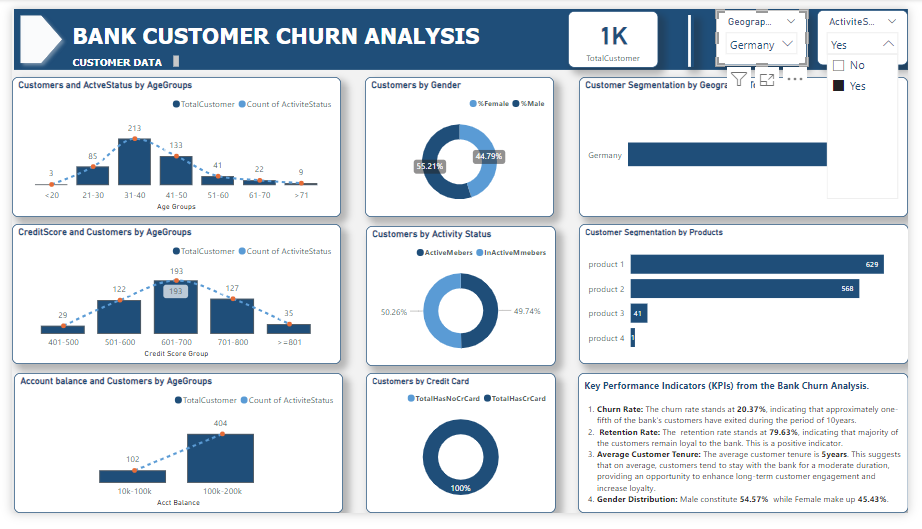 BANK CUSTOMER CHURN ANALYSIS
CUSTOMER DATA
1K
TotalCustomer
Geograp...
Germany
ActiviteS...
Yes
No
Yes
Customers and ActveStatus by AgeGroups
TotalCustomer Count of ActiviteStatus
3 85 213 133 41 22 9
<20 21-30 31-40 41-50 51-60 61-70 >71
Age Groups
Customers by Gender
%Female %Male
55.21% 44.79%
Customer Segmentation by Geogra
Germany
CreditScore and Customers by AgeGroups
TotalCustomer Count of ActiviteStatus
29 122 193 127 35
193
401-500 501-600 601-700 701-800 >=801
Credit Score Group
Customers by Activity Status
ActiveMebers InActiveMmebers
50.26% 49.74%
Customer Segmentation by Products
product 1 629
product 2 568
product 3 41
product 4
Account balance and Customers by AgeGroups
TotalCustomer Count of ActiviteStatus
102 404
10k-100k 100k-200k
Acct Balance
Customers by Credit Card
TotalHasNoCrCard TotalHasCrCard
100%
Key Performance Indicators (KPIs) from the Bank Churn Analysis.
1. Churn Rate: The churn rate stands at 20.37%, indicating that approximately one-
fifth of the bank's customers have exited during the period of 10years.
2. Retention Rate: The retention rate stands at 79.63%, indicating that majority of
the customers remain loyal to the bank. This is a positive indicator.
3. Average Customer Tenure: The average customer tenure is 5years. This suggests
that on average, customers tend to stay with the bank for a moderate duration,
providing an opportunity to enhance long-term customer engagement and
increase loyalty.
4. Gender Distribution: Male constitute 54.57% while Female make up 45.43%.